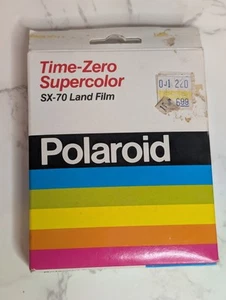 Time-Zero
Supercolor
SX-70 Land Film
Polaroid